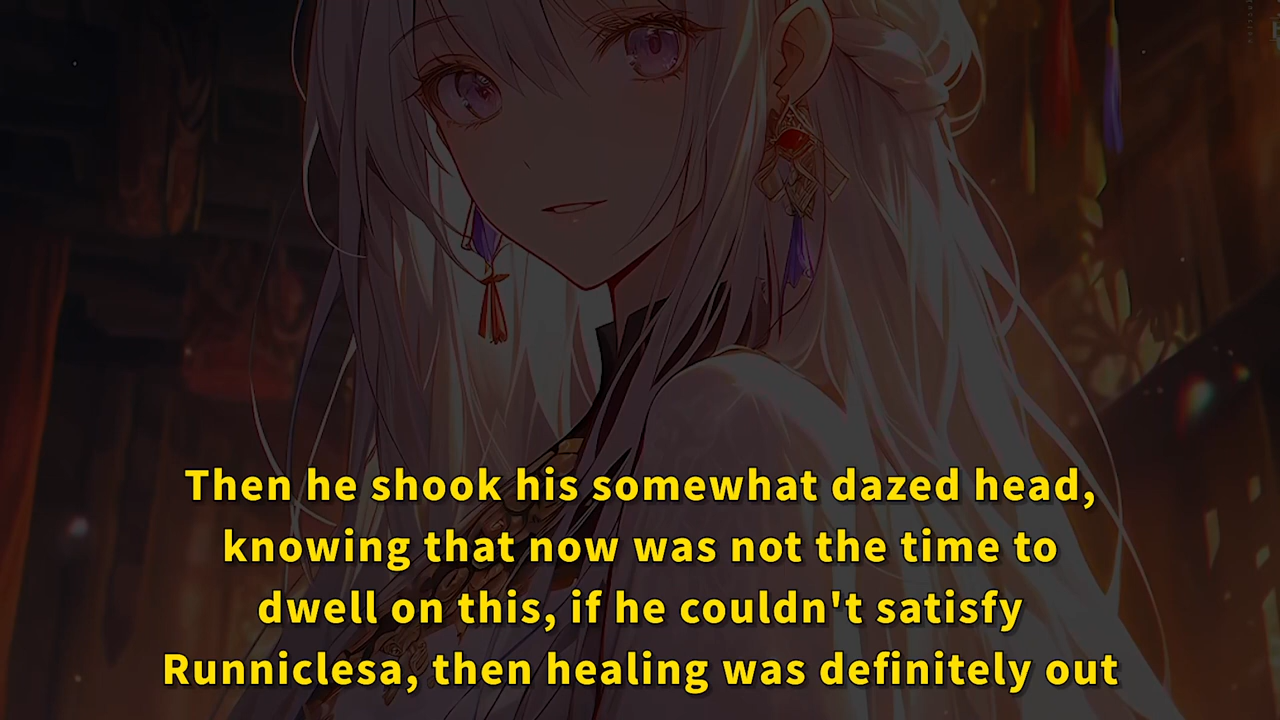 Then he shook his somewhat dazed head,
knowing that now was not the time to
dwell on this, if he couldn't satisfy
Runniclesa, then healing was definitely out